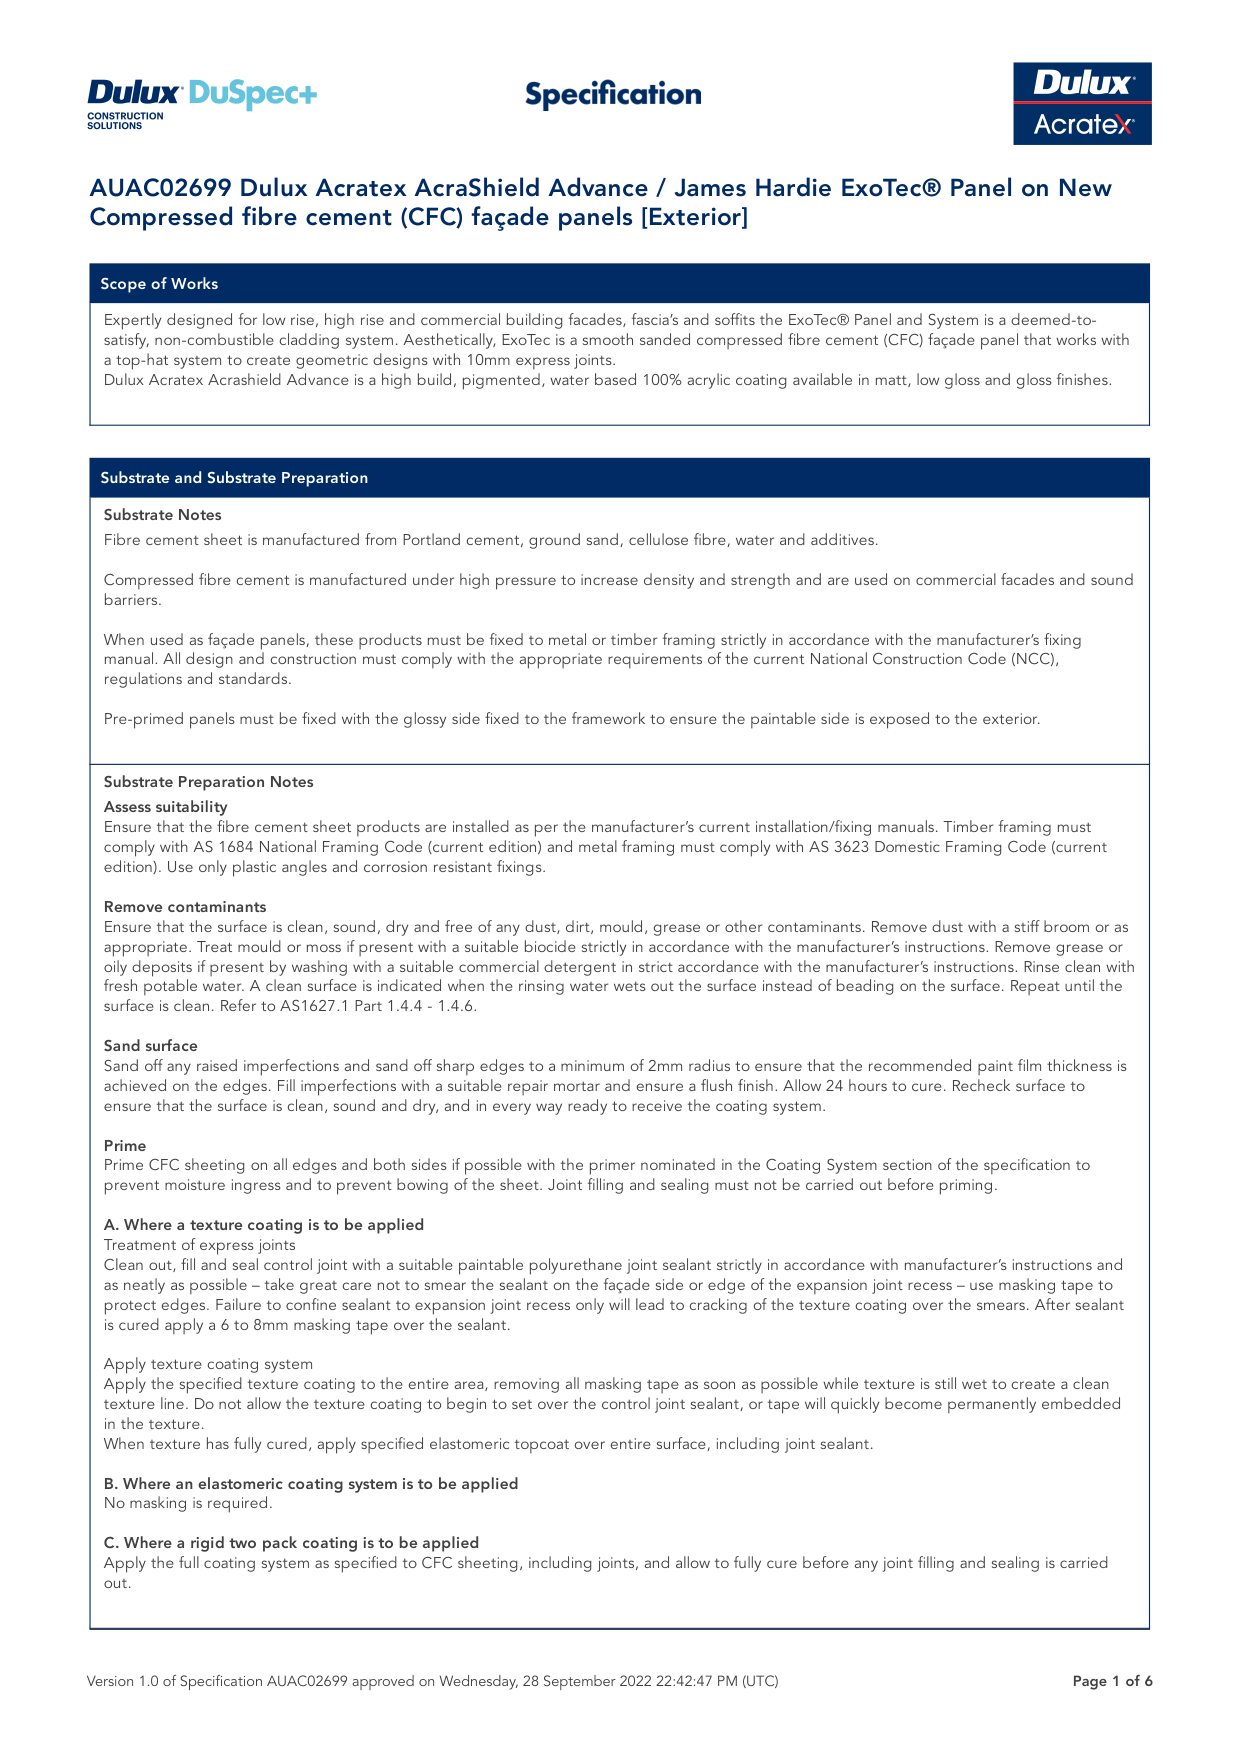 Dulux DuSpec+
CONSTRUCTION
SOLUTIONS
Specification
Dulux
Acratex
AUAC02699 Dulux Acratex AcraShield Advance / James Hardie ExoTec® Panel on New
Compressed fibre cement (CFC) façade panels [Exterior]
Scope of Works
Expertly designed for low rise, high rise and commercial building facades, fascia's and soffits the ExoTec® Panel and System is a deemed-to-
satisfy, non-combustible cladding system. Aesthetically, ExoTec is a smooth sanded compressed fibre cement (CFC) façade panel that works with
a top-hat system to create geometric designs with 10mm express joints.
Dulux Acratex Acrashield Advance is a high build, pigmented, water based 100% acrylic coating available in matt, low gloss and gloss finishes.
Substrate and Substrate Preparation
Substrate Notes
Fibre cement sheet is manufactured from Portland cement, ground sand, cellulose fibre, water and additives.
Compressed fibre cement is manufactured under high pressure to increase density and strength and are used on commercial facades and sound
barriers.
When used as façade panels, these products must be fixed to metal or timber framing strictly in accordance with the manufacturer's fixing
manual. All design and construction must comply with the appropriate requirements of the current National Construction Code (NCC),
regulations and standards.
Pre-primed panels must be fixed with the glossy side fixed to the framework to ensure the paintable side is exposed to the exterior.
Substrate Preparation Notes
Assess suitability
Ensure that the fibre cement sheet products are installed as per the manufacturer's current installation/fixing manuals. Timber framing must
comply with AS 1684 National Framing Code (current edition) and metal framing must comply with AS 3623 Domestic Framing Code (current
edition). Use only plastic angles and corrosion resistant fixings.
Remove contaminants
Ensure that the surface is clean, sound, dry and free of any dust, dirt, mould, grease or other contaminants. Remove dust with a stiff broom or as
appropriate. Treat mould or moss if present with a suitable biocide strictly in accordance with the manufacturer's instructions. Remove grease or
oily deposits if present by washing with a suitable commercial detergent in strict accordance with the manufacturer's instructions. Rinse clean with
fresh potable water. A clean surface is indicated when the rinsing water wets out the surface instead of beading on the surface. Repeat until the
surface is clean. Refer to AS1627.1 Part 1.4.4 - 1.4.6.
Sand surface
Sand off any raised imperfections and sand off sharp edges to a minimum of 2mm radius to ensure that the recommended paint film thickness is
achieved on the edges. Fill imperfections with a suitable repair mortar and ensure a flush finish. Allow 24 hours to cure. Recheck surface to
ensure that the surface is clean, sound and dry, and in every way ready to receive the coating system.
Prime
Prime CFC sheeting on all edges and both sides if possible with the primer nominated in the Coating System section of the specification to
prevent moisture ingress and to prevent bowing of the sheet. Joint filling and sealing must not be carried out before priming.
A. Where a texture coating is to be applied
Treatment of express joints
Clean out, fill and seal control joint with a suitable paintable polyurethane joint sealant strictly in accordance with manufacturer's instructions and
as neatly as possible – take great care not to smear the sealant on the façade side or edge of the expansion joint recess – use masking tape to
protect edges. Failure to confine sealant to expansion joint recess only will lead to cracking of the texture coating over the smears. After sealant
is cured apply a 6 to 8mm masking tape over the sealant.
Apply texture coating system
Apply the specified texture coating to the entire area, removing all masking tape as soon as possible while texture is still wet to create a clean
texture line. Do not allow the texture coating to begin to set over the control joint sealant, or tape will quickly become permanently embedded
in the texture.
When texture has fully cured, apply specified elastomeric topcoat over entire surface, including joint sealant.
B. Where an elastomeric coating system is to be applied
No masking is required.
C. Where a rigid two pack coating is to be applied
Apply the full coating system as specified to CFC sheeting, including joints, and allow to fully cure before any joint filling and sealing is carried
out.
Version 1.0 of Specification AUAC02699 approved on Wednesday, 28 September 2022 22:42:47 PM (UTC)
Page 1 of 6